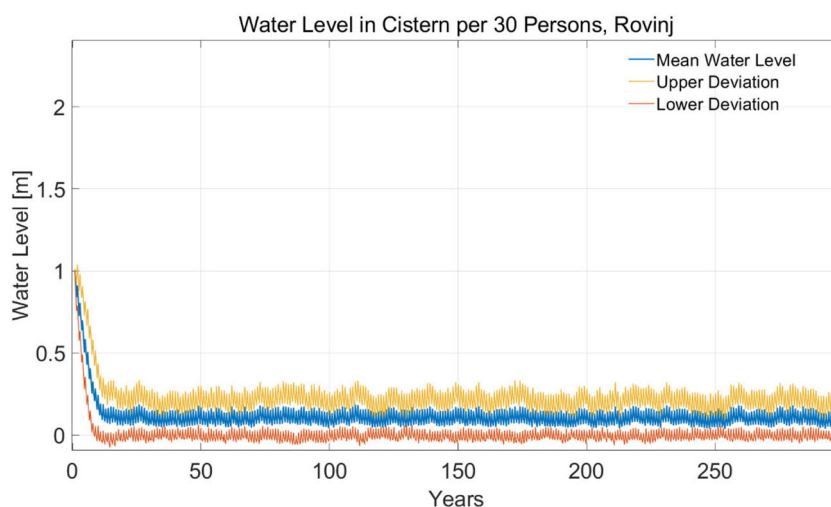 Water Level in Cistern per 30 Persons, Rovinj
Mean Water Level
Upper Deviation
Lower Deviation
2
1.5
1
0.5
0
Water Level [m]
0 50 100 150 200 250
Years